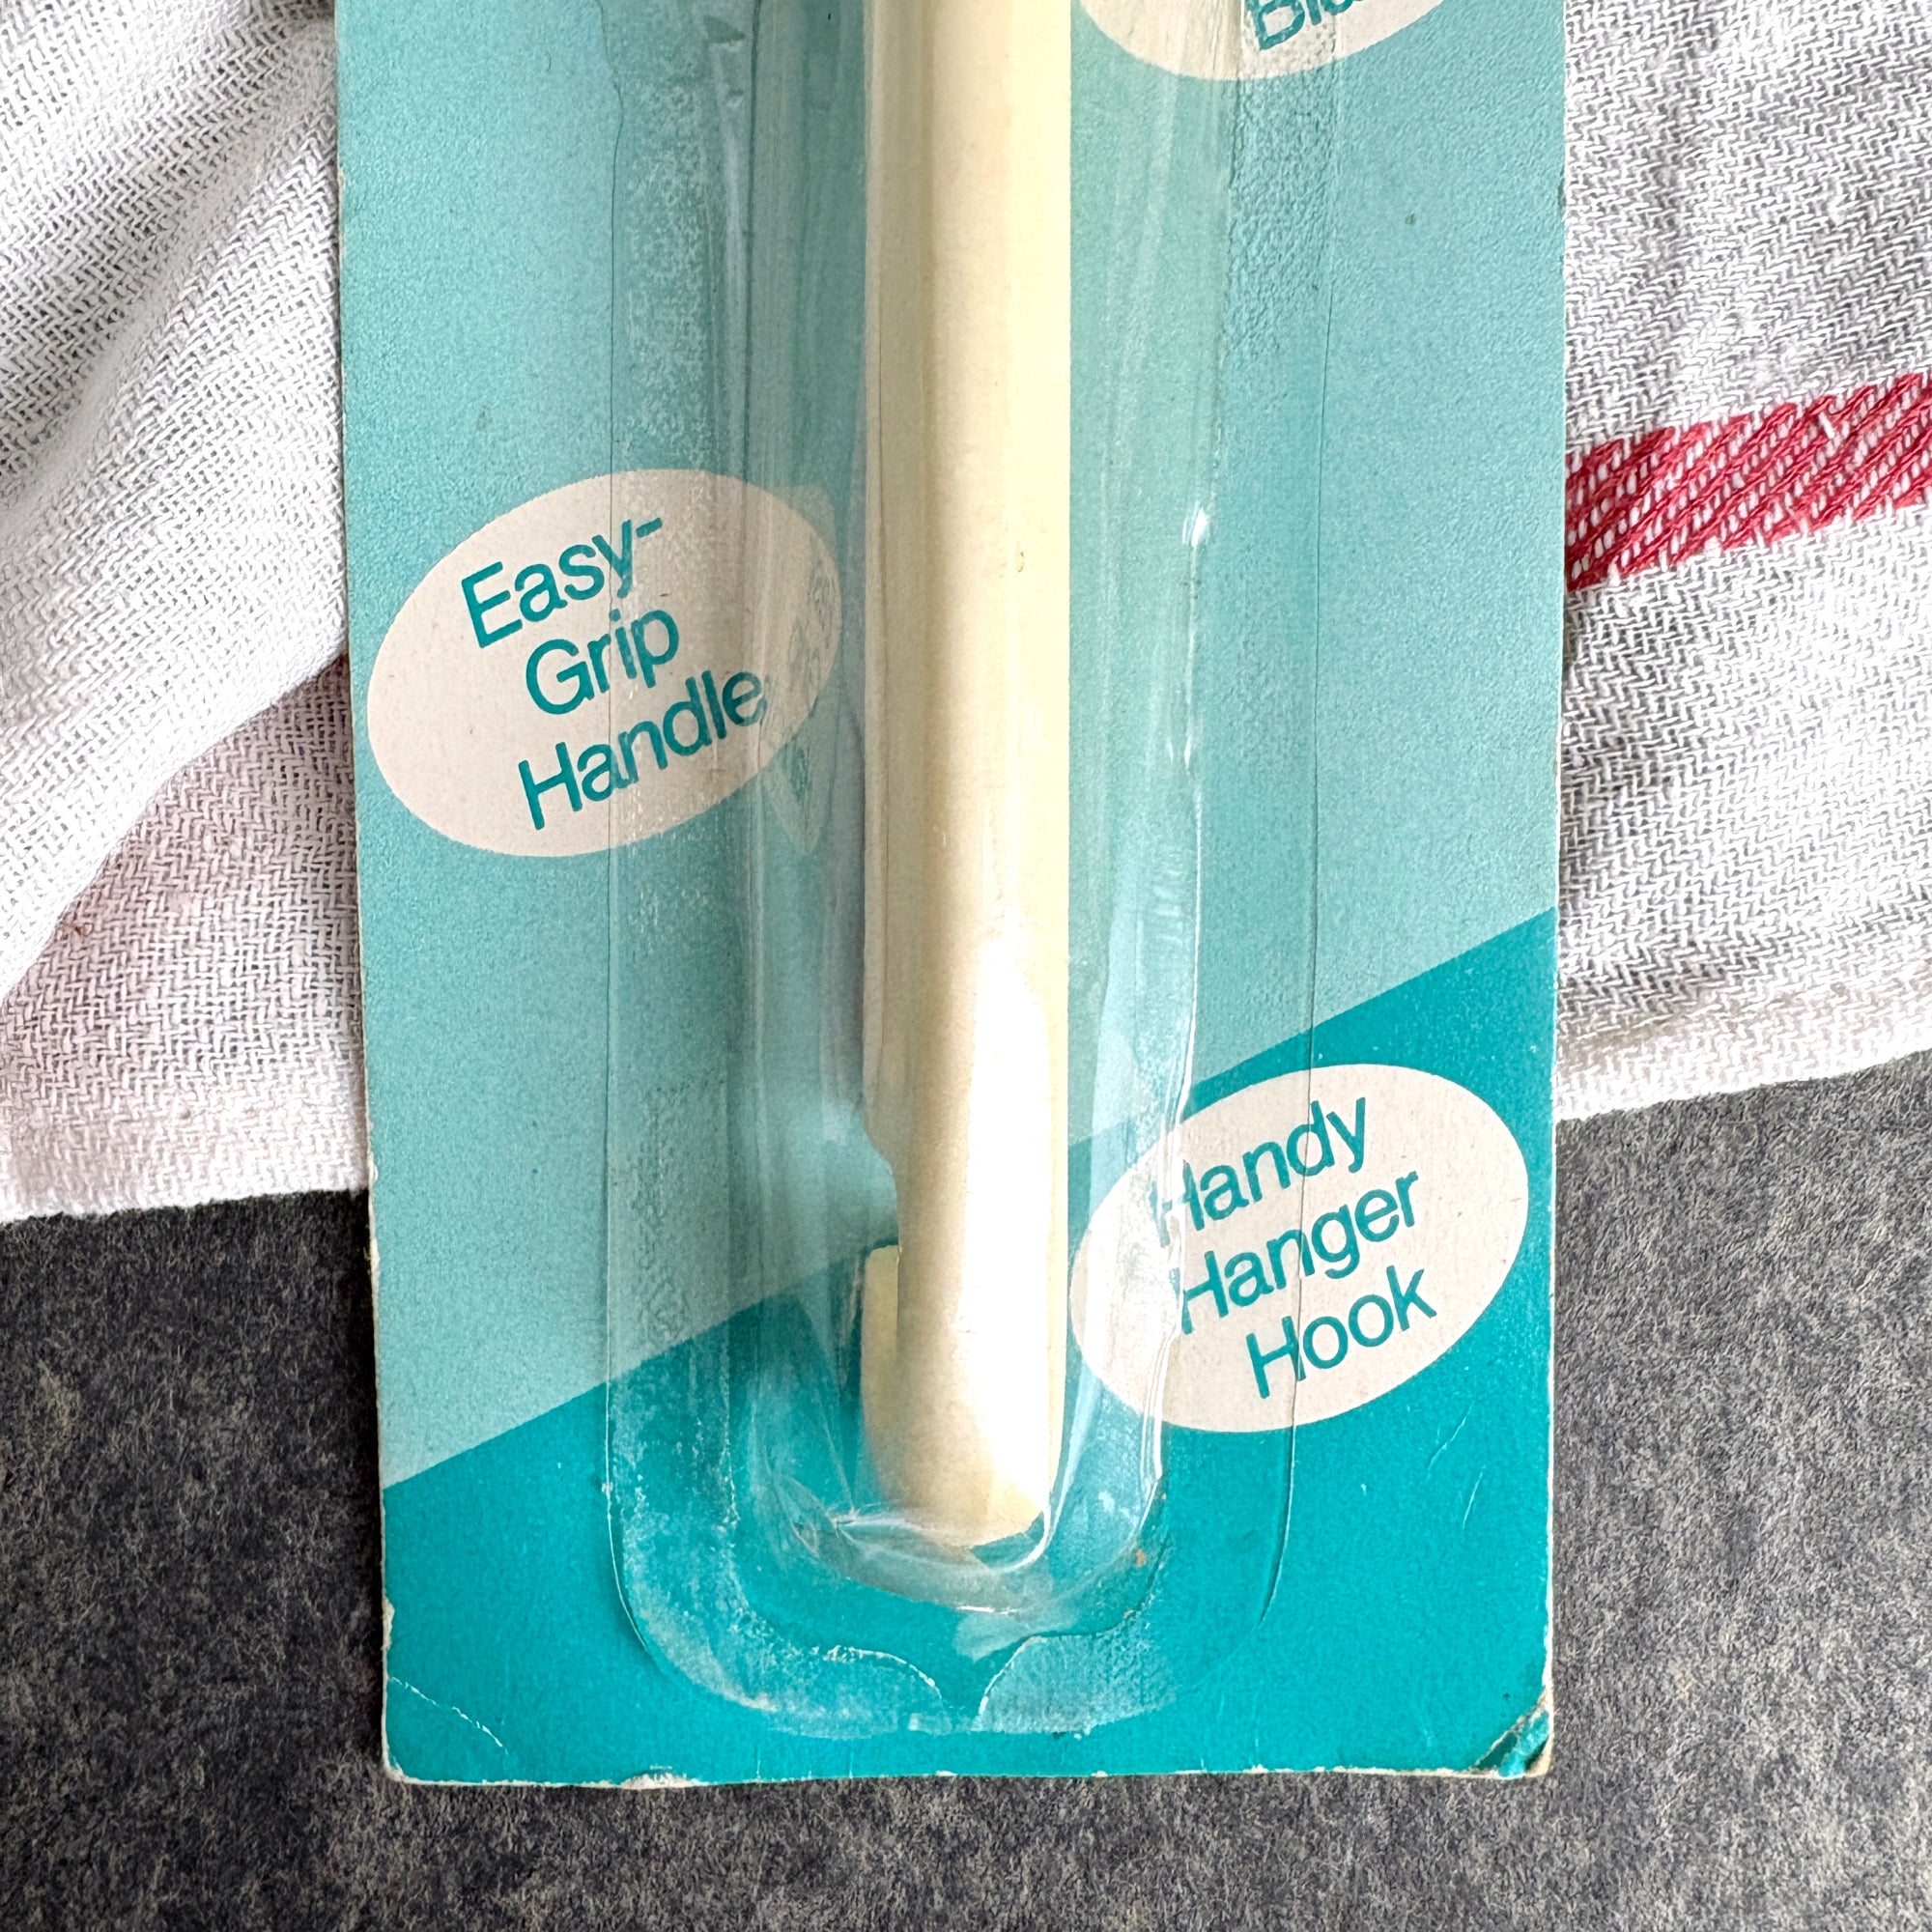 Easy-
Grip
Handle
Handy
Hanger
Hook